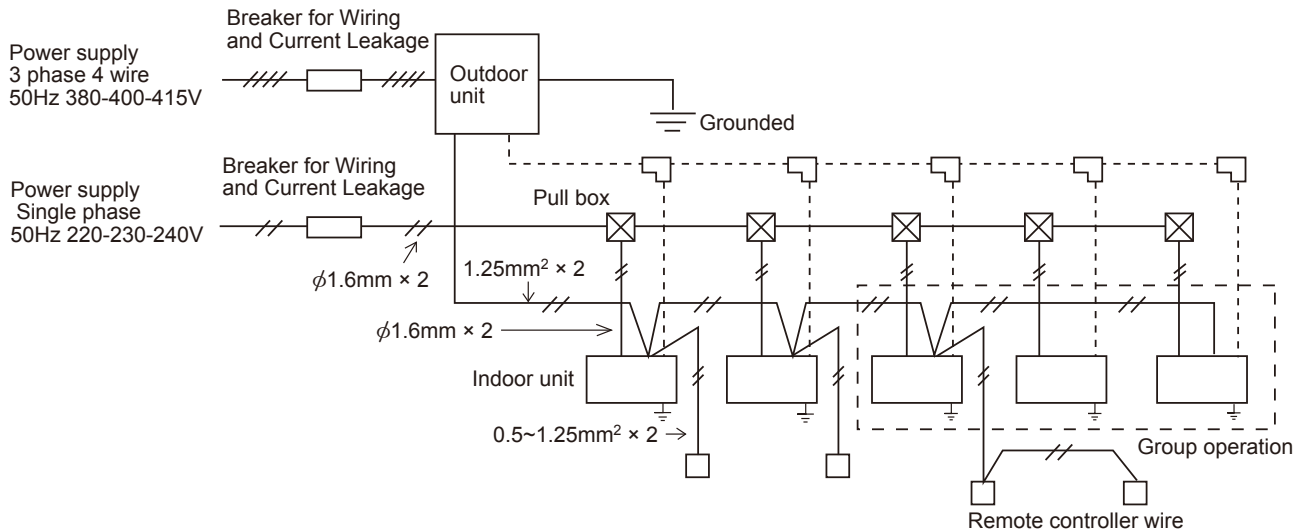 Breaker for Wiring
and Current Leakage
Power supply
3 phase 4 wire
50Hz 380-400-415V
Outdoor
unit
Grounded
Breaker for Wiring
and Current Leakage
Power supply
Single phase
50Hz 220-230-240V
Pull box
ϕ1.6mm × 2
1.25mm² × 2
ϕ1.6mm × 2
Indoor unit
0.5~1.25mm² × 2
Group operation
Remote controller wire